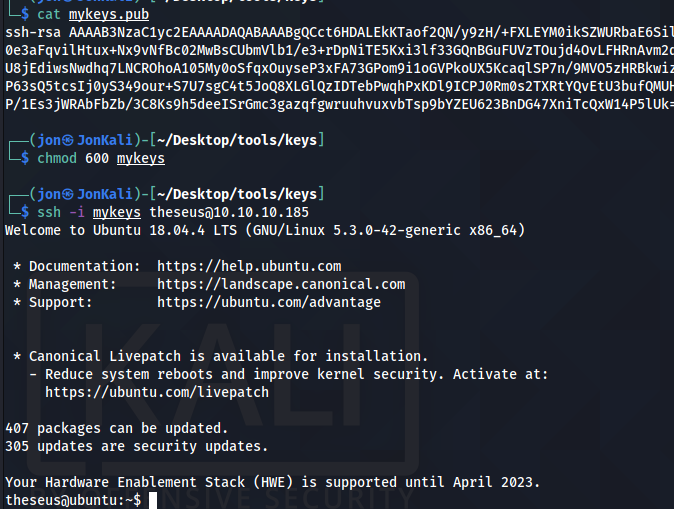 └─$ cat mykeys.pub
ssh-rsa AAAAB3NzaC1yc2EAAAADAQABAAABgQCct6HDALEkKTaof2QN/y9zH/+FXLEYM0ikSZWURbaE6Sil
0e3aFqvilHtux+Nx9vNfBc02MwBsCUbmVlb1/e3+rDpNiTE5Kxi3lf33GQnBGuFUVzTOujd4OvLFHRnAvm2d
U8jEdiwsNwdhq7LNCROhoA105My0oSfqxOuyseP3xFA73GPom9i1oGVPkoUX5KcaqlSP7n/9MVO5zHRBkwiz
P63sQ5tcsIj0yS349our+S7U7sgC4t5JoQ8XLGlQzIDTebPwqhPxKDl9ICPJ0Rm0s2TXRtYQvEtU3bufQMUH
P/1Es3jWRAbFbZb/3C8Ks9h5deeISrGmc3gazqfgwruuhvuxvbTsp9bYZEU623BnDG47XniTcQxW14P5lUk=
┌──(jon㉿JonKali)-[~/Desktop/tools/keys]
└─$ chmod 600 mykeys
┌──(jon㉿JonKali)-[~/Desktop/tools/keys]
└─$ ssh -i mykeys theseus@10.10.10.185
Welcome to Ubuntu 18.04.4 LTS (GNU/Linux 5.3.0-42-generic x86_64)
* Documentation: https://help.ubuntu.com
* Management: https://landscape.canonical.com
* Support: https://ubuntu.com/advantage
* Canonical Livepatch is available for installation.
- Reduce system reboots and improve kernel security. Activate at:
https://ubuntu.com/livepatch
407 packages can be updated.
305 updates are security updates.
Your Hardware Enablement Stack (HWE) is supported until April 2023.
theseus@ubuntu:~$
KALI